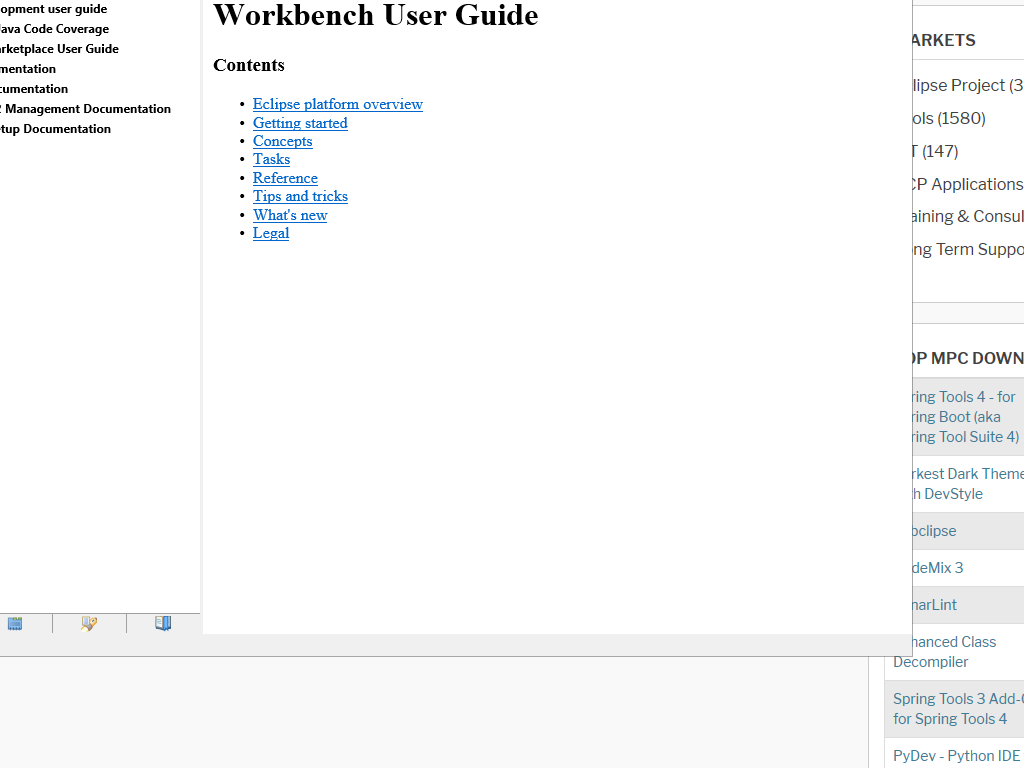 opment user guide
Java Code Coverage
rketplace User Guide
mentation
cumentation
Management Documentation
tup Documentation
Workbench User Guide
Contents
Eclipse platform overview
Getting started
Concepts
Tasks
Reference
Tips and tricks
What's new
Legal
ARKETS
lipse Project (3
ols (1580)
T (147)
CP Applications
aining & Consul
ng Term Suppo
OP MPC DOWN
ring Tools 4 - for
ring Boot (aka
ring Tool Suite 4)
rkest Dark Theme
h DevStyle
bclipse
deMix 3
narLint
hanced Class
Decompiler
Spring Tools 3 Add-
for Spring Tools 4
PyDev - Python IDE